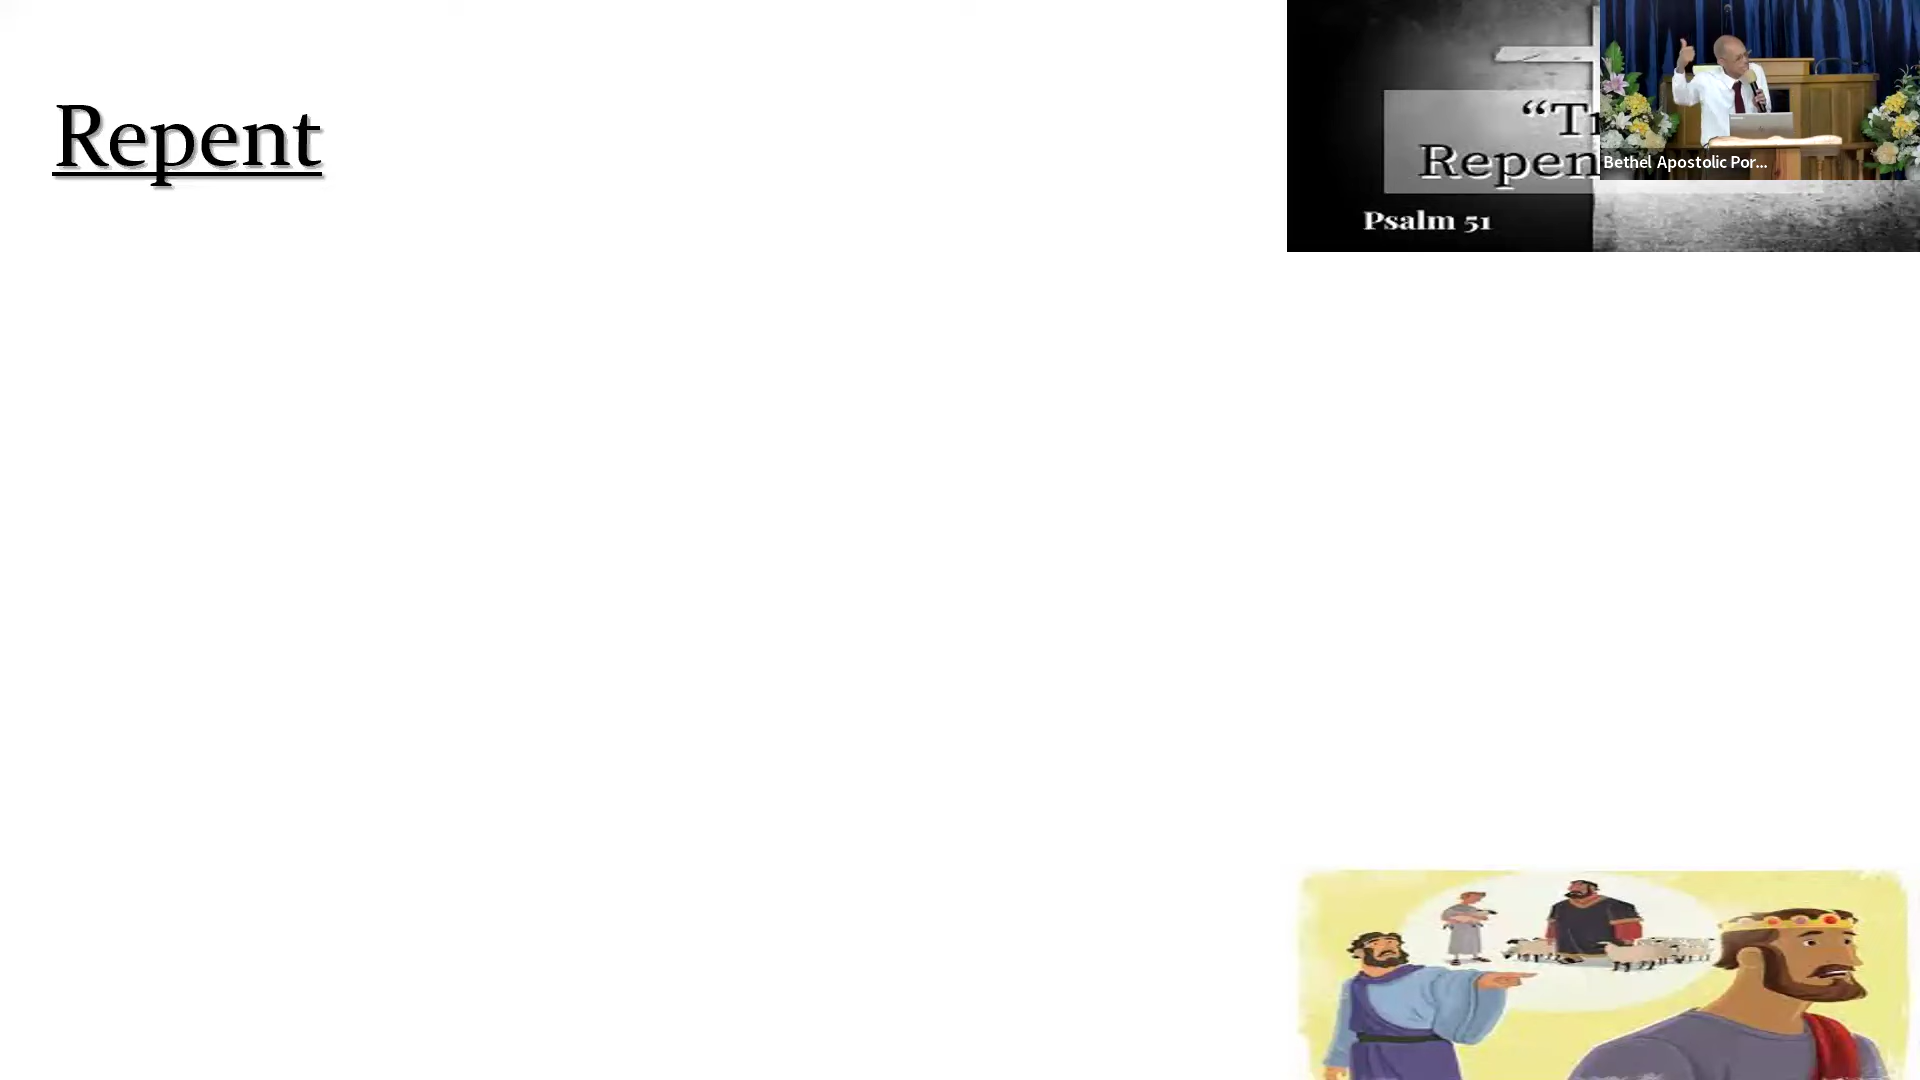 Repent
“Tr
Repen
Psalm 51
Bethel Apostolic Por...